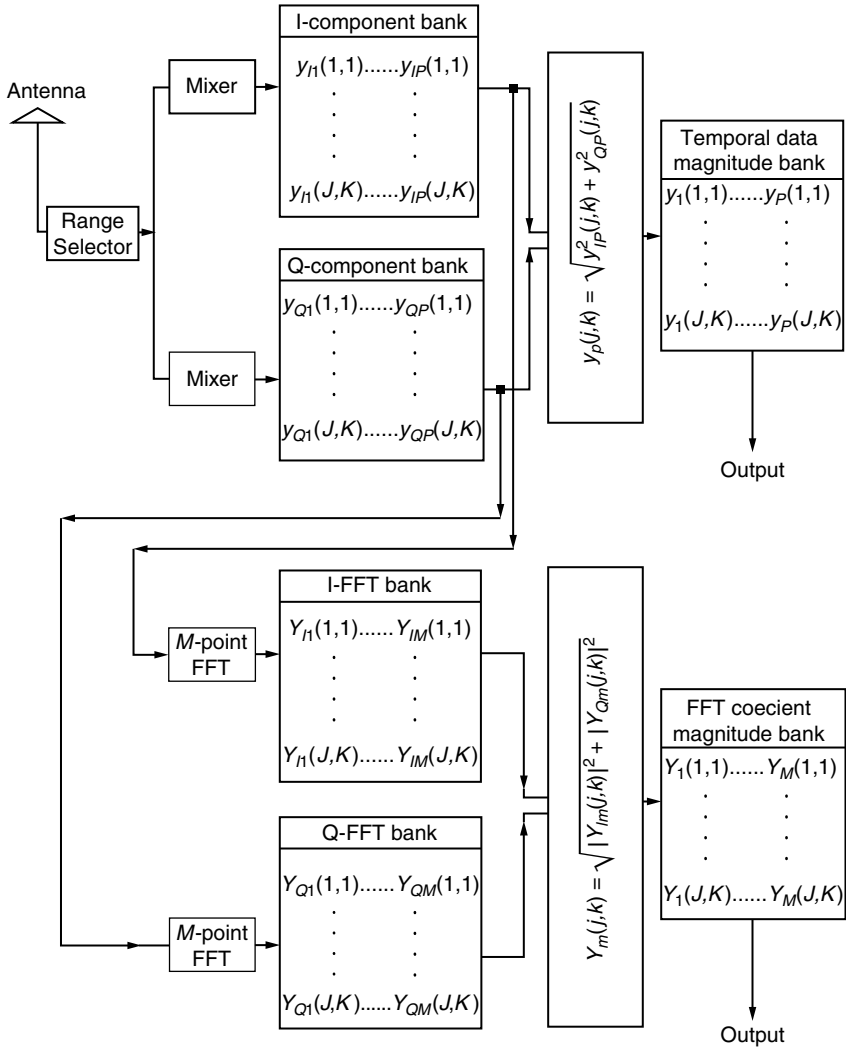 I-component bank
y_{I1}(1,1)......y_{IP}(1,1)
y_{I1}(J,K)......y_{IP}(J,K)
Antenna
Mixer
Range
Selector
Q-component bank
y_{Q1}(1,1)......y_{QP}(1,1)
y_{Q1}(J,K)......y_{QP}(J,K)
Mixer
y_P(j,k) = √(y²_{IP}(j,k) + y²_{QP}(j,k))
Temporal data
magnitude bank
y_1(1,1)......y_P(1,1)
y_1(J,K)......y_P(J,K)
Output
I-FFT bank
Y_{I1}(1,1)......Y_{IM}(1,1)
Y_{I1}(J,K)......Y_{IM}(J,K)
M-point
FFT
Q-FFT bank
Y_{Q1}(1,1)......Y_{QM}(1,1)
Y_{Q1}(J,K)......Y_{QM}(J,K)
M-point
FFT
Y_m(j,k) = √(|Y_{Im}(j,k)|² + |Y_{Qm}(j,k)|²)
FFT coecient
magnitude bank
Y_1(1,1)......Y_M(1,1)
Y_1(J,K)......Y_M(J,K)
Output